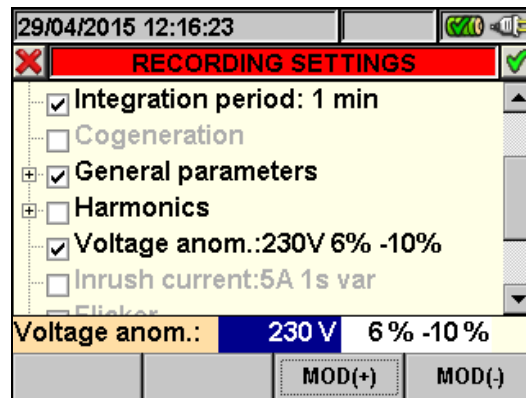 29/04/2015 12:16:23
RECORDING SETTINGS
Integration period: 1 min
Cogeneration
General parameters
Harmonics
Voltage anom.:230V 6% -10%
Inrush current:5A 1s var
Flicker
Voltage anom.: 230 V 6 % -10 %
MOD(+) MOD(-)